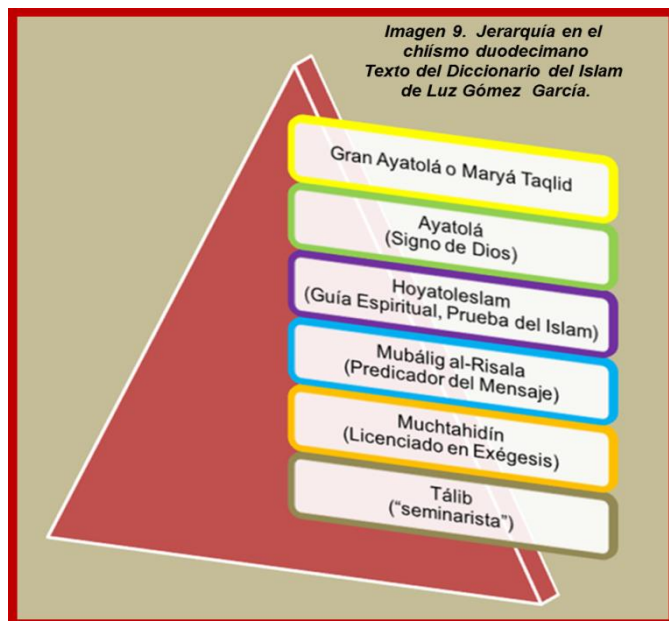 Imagen 9. Jerarquía en el
chiísmo duodecimano
Texto del Diccionario del Islam
de Luz Gómez García.
Gran Ayatolá o Maryá Taqlid
Ayatolá
(Signo de Dios)
Hoyatoleslam
(Guía Espiritual, Prueba del Islam)
Mubálig al-Risala
(Predicador del Mensaje)
Muchtahidín
(Licenciado en Exégesis)
Tálib
(“seminarista”)